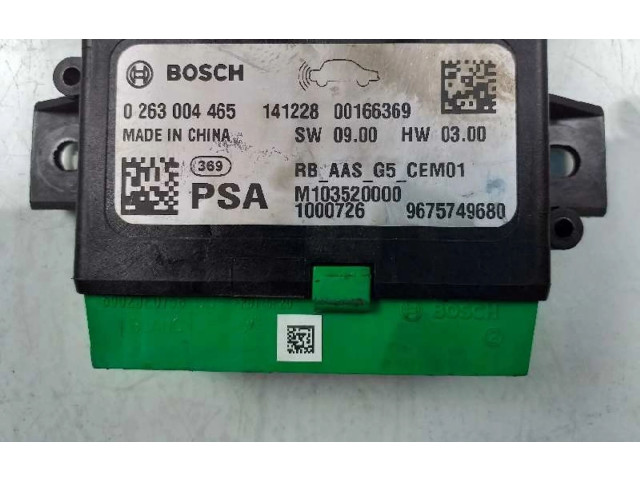 BOSCH
0 263 004 465 141228 00166369
MADE IN CHINA SW 09.00 HW 03.00
369 RB_AAS_G5_CEM01
PSA M103520000
1000726 9675749680
BOSCH